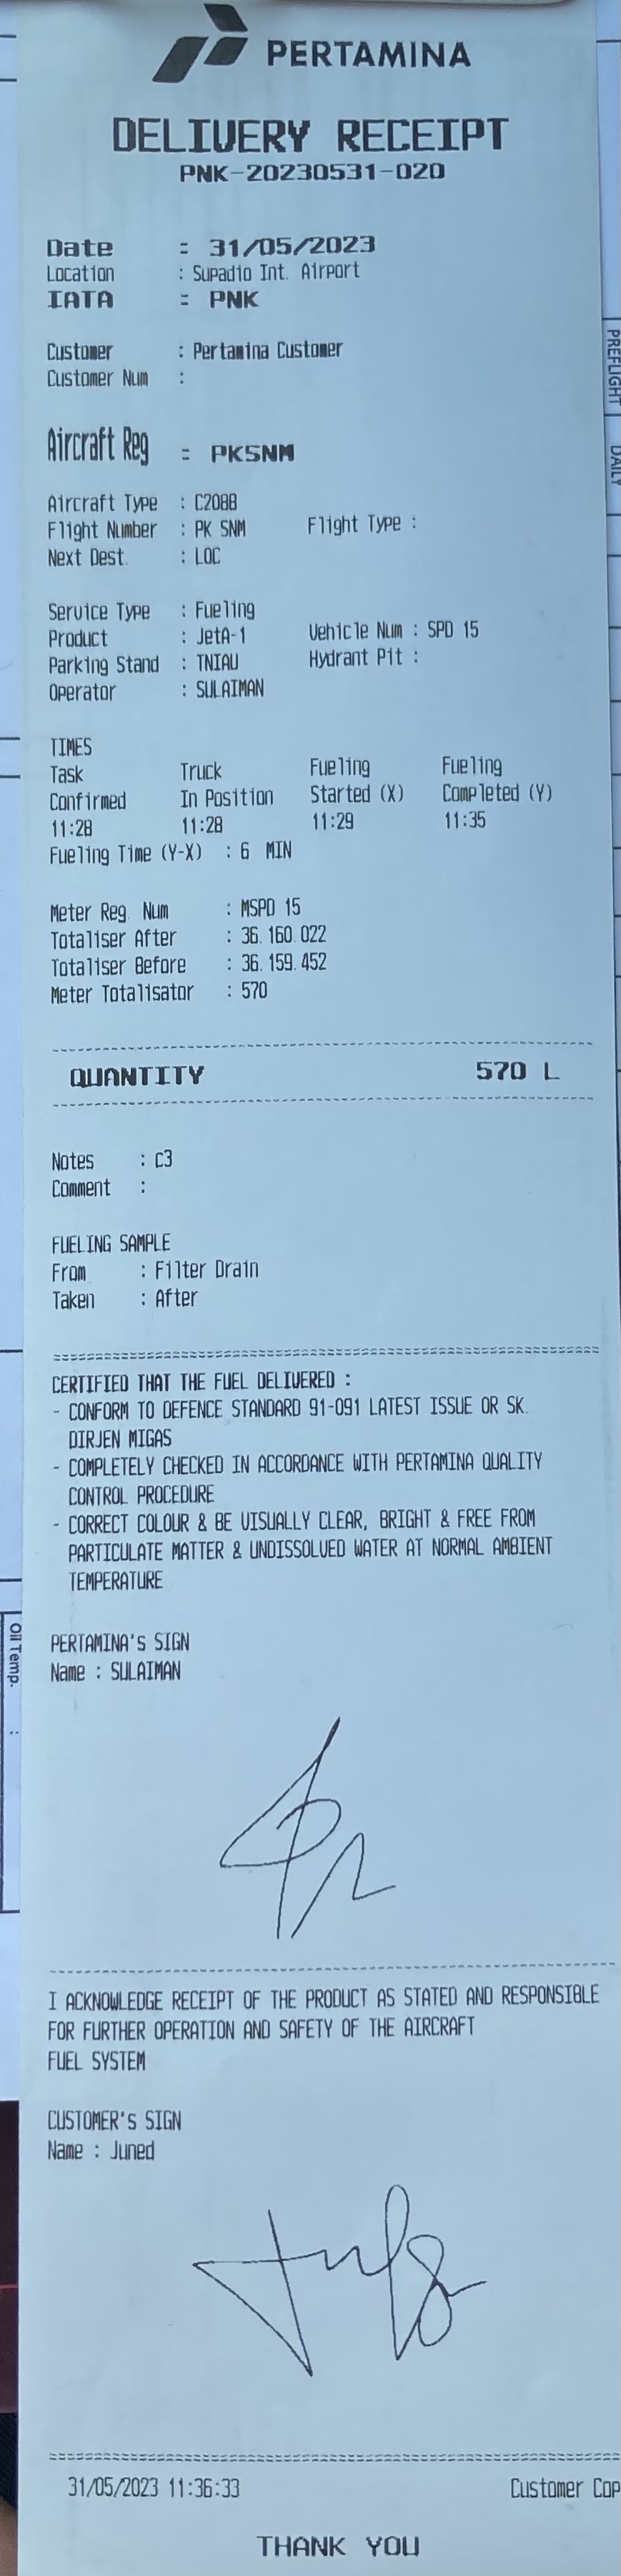 PERTAMINA
DELIVERY RECEIPT
PNK-20230531-020
Date : 31/05/2023
Location : Supadio Int. Airport
IATA : PNK
Customer : Pertamina Customer
Customer Num :
Aircraft Reg : PKSNM
Aircraft Type : C208B
Flight Number : PK SNM Flight Type :
Next Dest. : LOC
Service Type : Fueling
Product : JetA-1 Vehicle Num : SPD 15
Parking Stand : TNIAU Hydrant Pit :
Operator : SULAIMAN
TIMES
Task Truck Fueling Fueling
Confirmed In Position Started (X) Completed (Y)
11:28 11:28 11:29 11:35
Fueling Time (Y-X) : 6 MIN
Meter Reg. Num : MSPD 15
Totaliser After : 36.160.022
Totaliser Before : 36.159.452
Meter Totalisator : 570
QUANTITY 570 L
Notes : C3
Comment :
FUELING SAMPLE
From : Filter Drain
Taken : After
CERTIFIED THAT THE FUEL DELIVERED :
- CONFORM TO DEFENCE STANDARD 91-091 LATEST ISSUE OR SK.
DIRJEN MIGAS
- COMPLETELY CHECKED IN ACCORDANCE WITH PERTAMINA QUALITY
CONTROL PROCEDURE
- CORRECT COLOUR & BE VISUALLY CLEAR, BRIGHT & FREE FROM
PARTICULATE MATTER & UNDISSOLVED WATER AT NORMAL AMBIENT
TEMPERATURE
PERTAMINA's SIGN
Name : SULAIMAN
I ACKNOWLEDGE RECEIPT OF THE PRODUCT AS STATED AND RESPONSIBLE
FOR FURTHER OPERATION AND SAFETY OF THE AIRCRAFT
FUEL SYSTEM
CUSTOMER's SIGN
Name : Juned
31/05/2023 11:36:33 Customer Cop
THANK YOU
PREFLIGHT
DAILY
Oil Temp. :